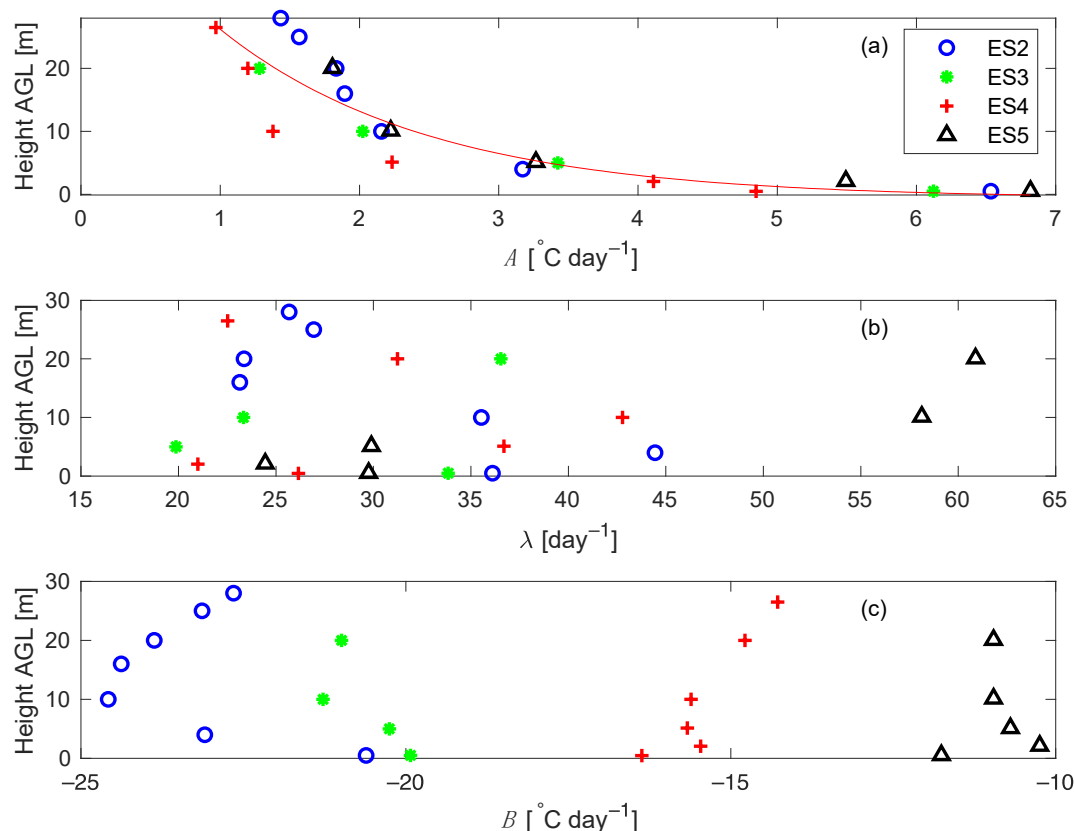 Height AGL [m]
20
10
0
(a)
ES2
ES3
ES4
ES5
0 1 2 3 4 5 6 7
A [°C day⁻¹]
Height AGL [m]
30
20
10
0
(b)
15 20 25 30 35 40 45 50 55 60 65
λ [day⁻¹]
Height AGL [m]
30
20
10
0
(c)
−25 −20 −15 −10
B [°C day⁻¹]